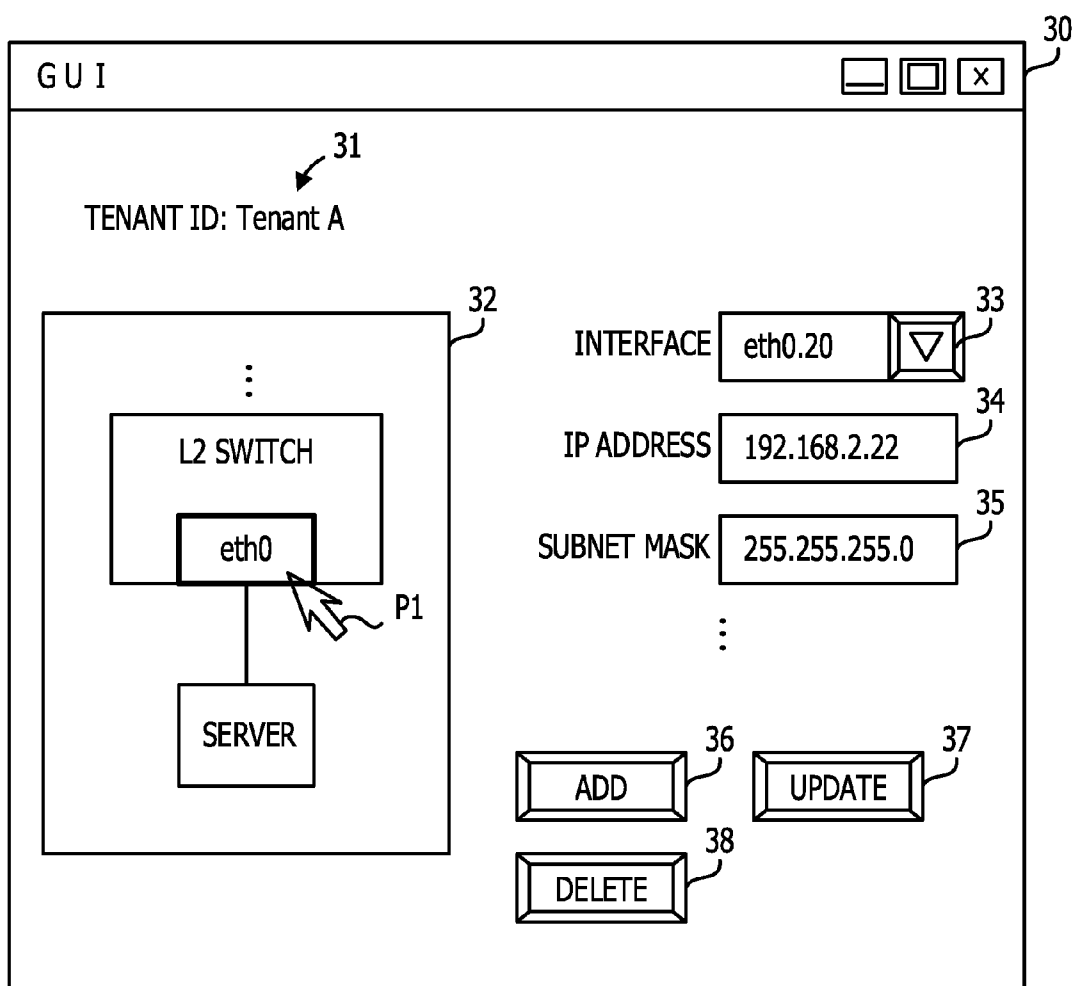 30
GUI
X
31
TENANT ID: Tenant A
32
L2 SWITCH
eth0
P1
SERVER
INTERFACE eth0.20 33
IP ADDRESS 192.168.2.22 34
SUBNET MASK 255.255.255.0 35
ADD 36
UPDATE 37
DELETE 38